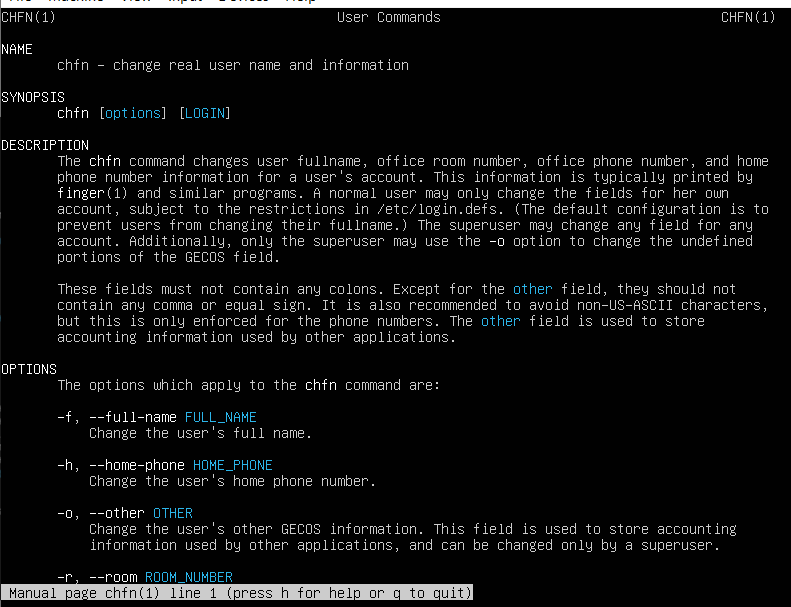 CHFN(1) User Commands CHFN(1)
NAME
chfn - change real user name and information
SYNOPSIS
chfn [options] [LOGIN]
DESCRIPTION
The chfn command changes user fullname, office room number, office phone number, and home
phone number information for a user's account. This information is typically printed by
finger(1) and similar programs. A normal user may only change the fields for her own
account, subject to the restrictions in /etc/login.defs. (The default configuration is to
prevent users from changing their fullname.) The superuser may change any field for any
account. Additionally, only the superuser may use the -o option to change the undefined
portions of the GECOS field.
These fields must not contain any colons. Except for the other field, they should not
contain any comma or equal sign. It is also recommended to avoid non-US-ASCII characters,
but this is only enforced for the phone numbers. The other field is used to store
accounting information used by other applications.
OPTIONS
The options which apply to the chfn command are:
-f, --full-name FULL_NAME
Change the user's full name.
-h, --home-phone HOME_PHONE
Change the user's home phone number.
-o, --other OTHER
Change the user's other GECOS information. This field is used to store accounting
information used by other applications, and can be changed only by a superuser.
-r, --room ROOM_NUMBER
Manual page chfn(1) line 1 (press h for help or q to quit)